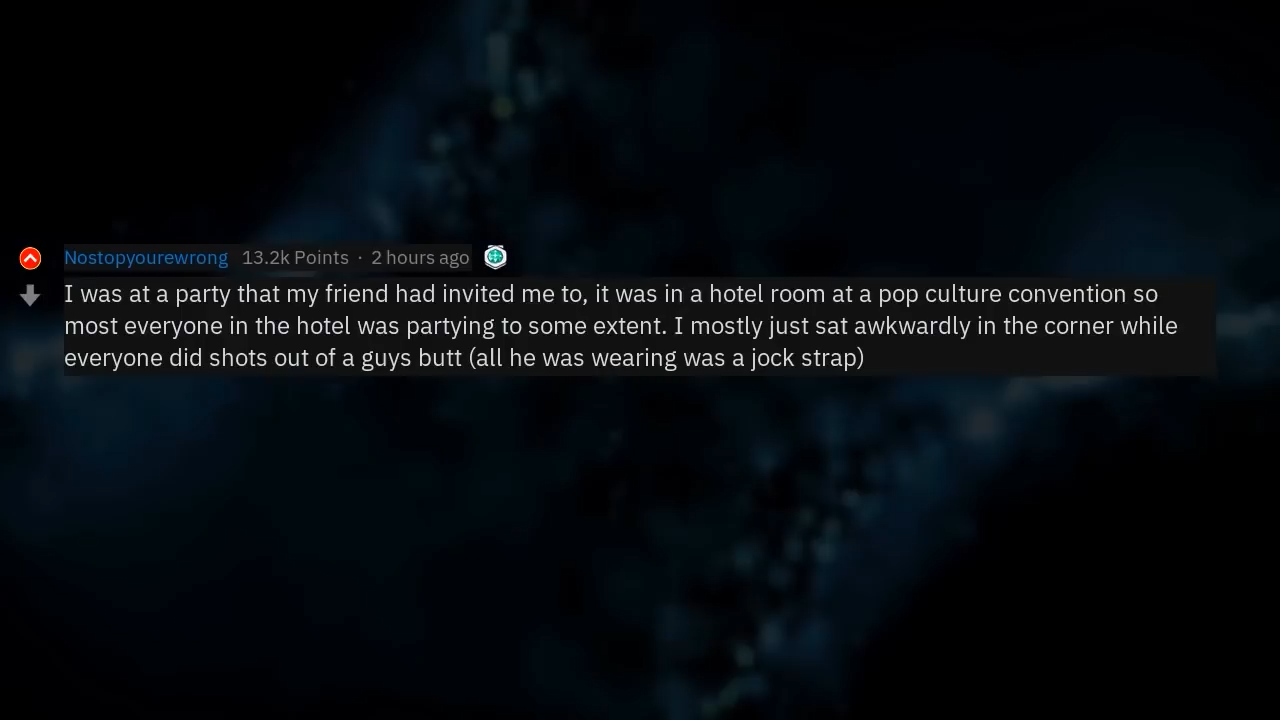 Nostopyourewrong 13.2k Points · 2 hours ago
I was at a party that my friend had invited me to, it was in a hotel room at a pop culture convention so
most everyone in the hotel was partying to some extent. I mostly just sat awkwardly in the corner while
everyone did shots out of a guys butt (all he was wearing was a jock strap)